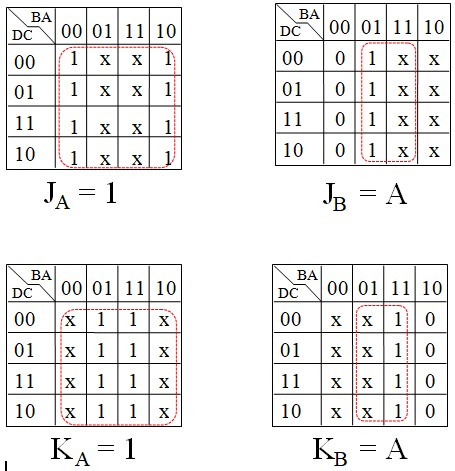 BA
DC 00 01 11 10
00 1 x x 1
01 1 x x 1
11 1 x x 1
10 1 x x 1
J_A = 1
BA
DC 00 01 11 10
00 0 1 x x
01 0 1 x x
11 0 1 x x
10 0 1 x x
J_B = A
BA
DC 00 01 11 10
00 x 1 1 x
01 x 1 1 x
11 x 1 1 x
10 x 1 1 x
K_A = 1
BA
DC 00 01 11 10
00 x x 1 0
01 x x 1 0
11 x x 1 0
10 x x 1 0
K_B = A